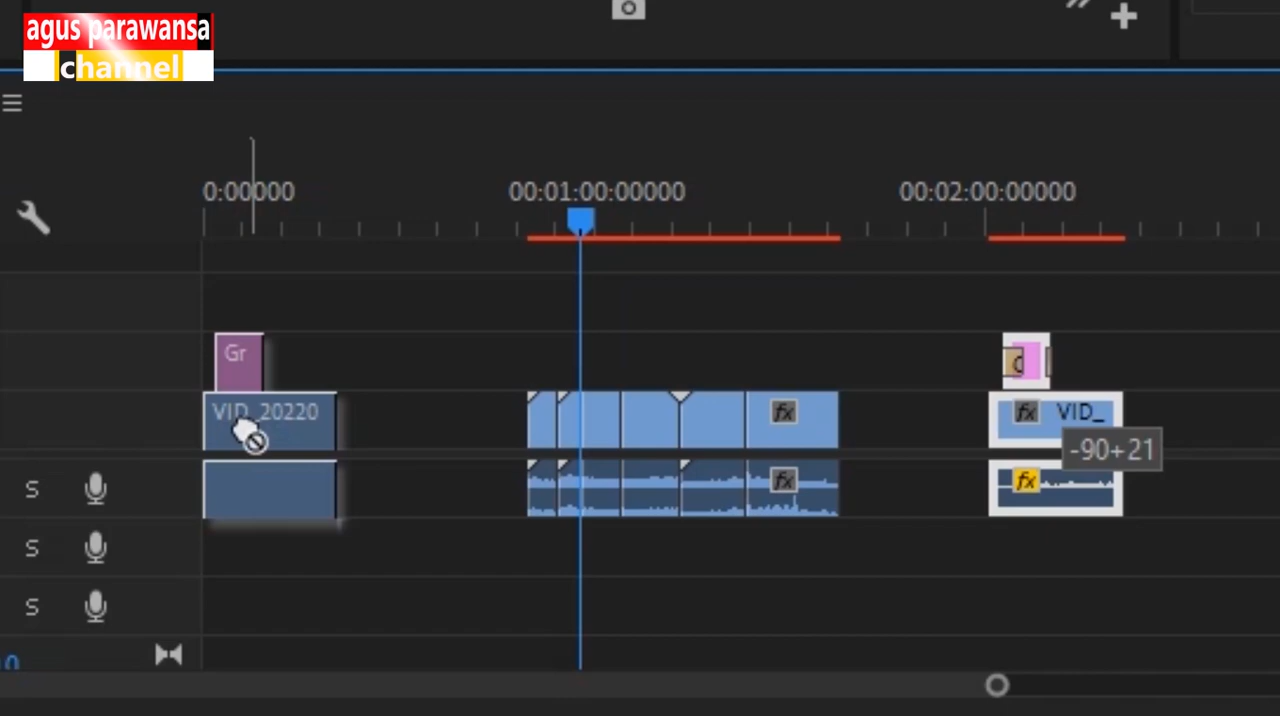 agus parawansa
channel
0:00000 00:01:00:00000 00:02:00:00000
Gr
VID_20220 fx fx VID_
-90+21
S fx fx
S
S
0